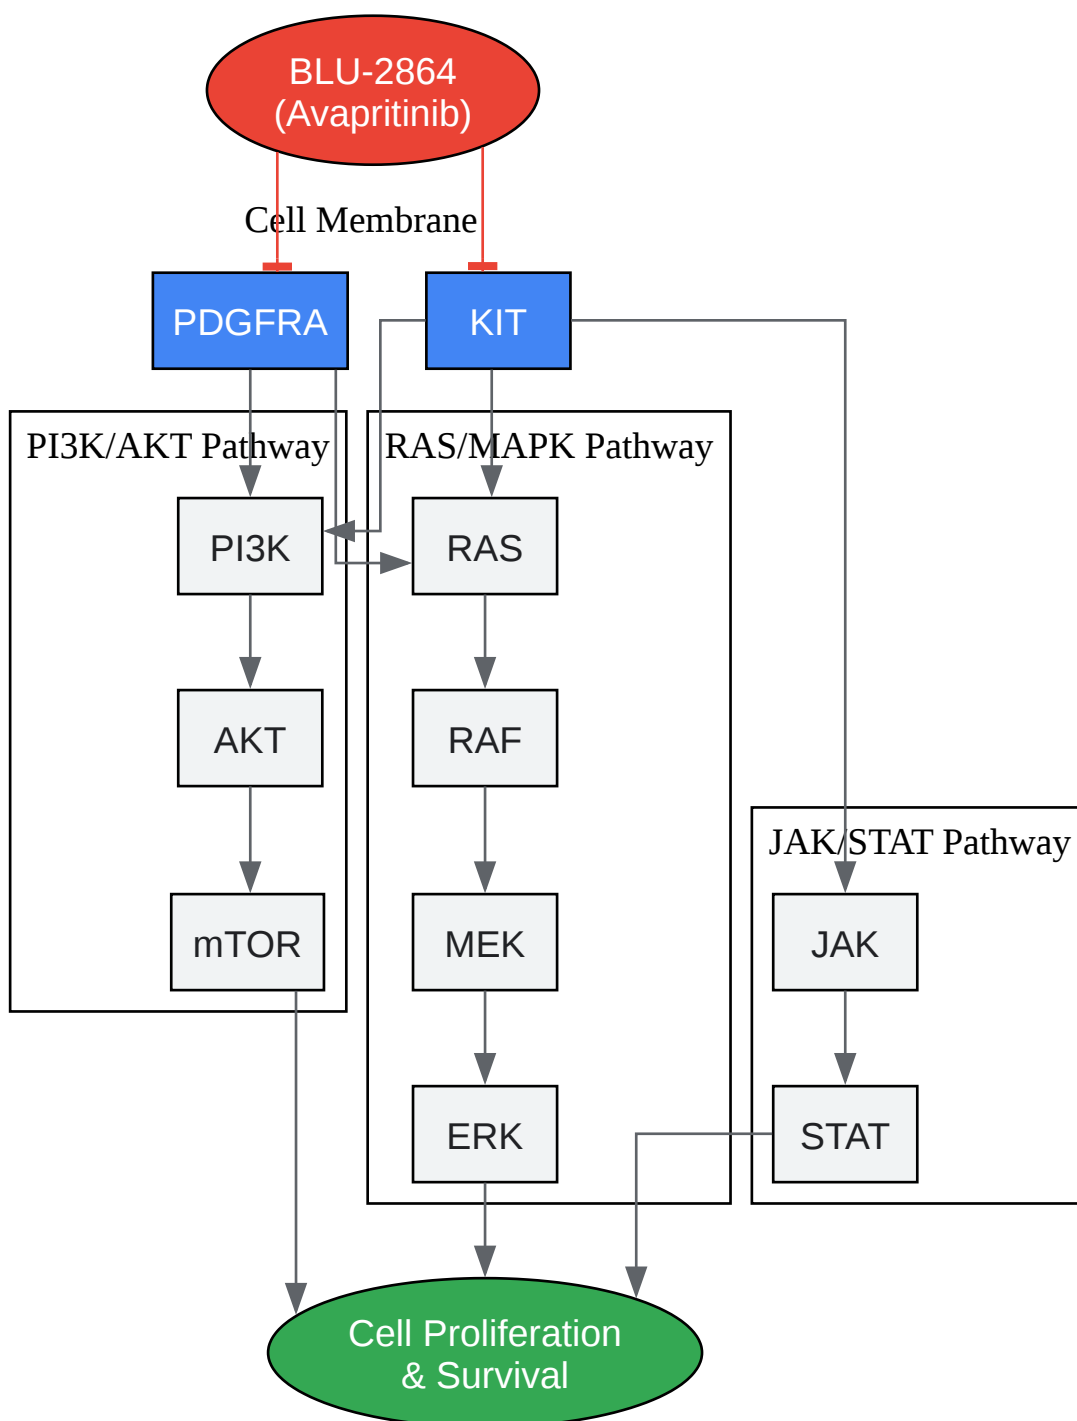 BLU-2864
(Avapritinib)
Cell Membrane
PDGFRA
KIT
PI3K/AKT Pathway
RAS/MAPK Pathway
PI3K
RAS
AKT
RAF
JAK/STAT Pathway
mTOR
MEK
JAK
ERK
STAT
Cell Proliferation
& Survival